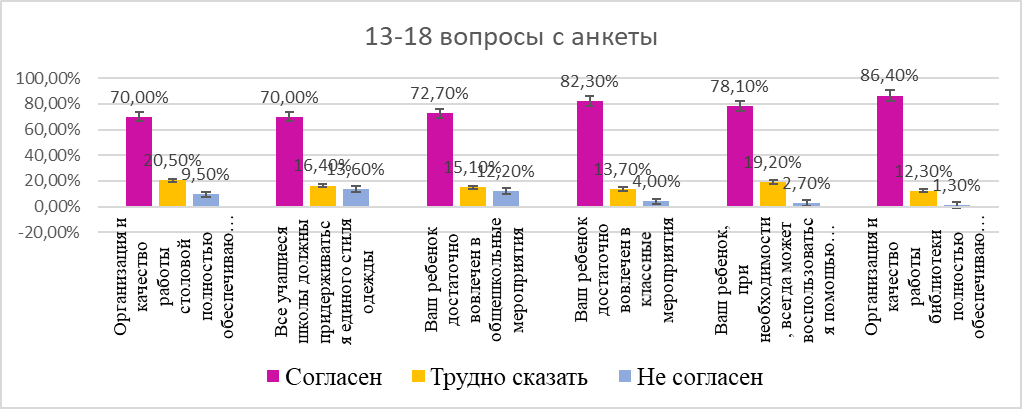 13-18 вопросы с анкеты
100,00%
80,00%
60,00%
40,00%
20,00%
0,00%
-20,00%
70,00%
20,50%
9,50%
70,00%
16,40%
13,60%
72,70%
15,10%
12,20%
82,30%
13,70%
4,00%
78,10%
19,20%
2,70%
86,40%
12,30%
1,30%
Организация и
качество
работы
столовой
полностью
обеспечиваю…
Все учащиеся
школы должны
придерживатьс
я единого стиля
одежды
Ваш ребенок
достаточно
вовлечен в
общешкольные
мероприятия
Ваш ребенок
достаточно
вовлечен в
классные
мероприятия
Ваш ребенок,
при
необходимости
, всегда может
воспользоватьс
я помощью…
Организация и
качество
работы
библиотеки
полностью
обеспечиваю…
Согласен
Трудно сказать
Не согласен